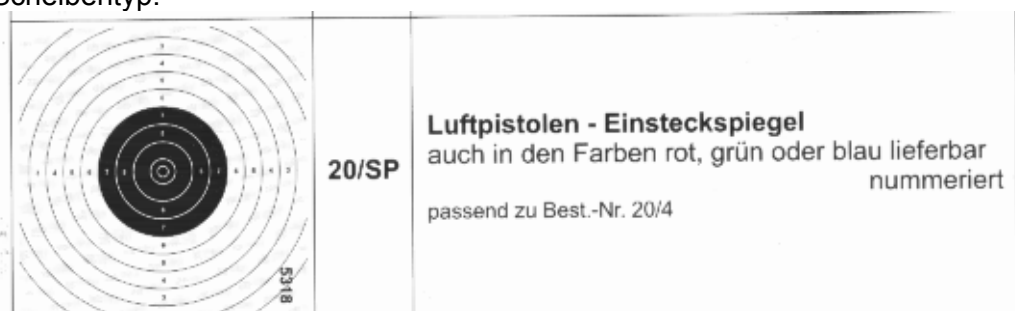 Scheibentyp:
20/SP
Luftpistolen - Einsteckspiegel
auch in den Farben rot, grün oder blau lieferbar
nummeriert
passend zu Best.-Nr. 20/4
5318